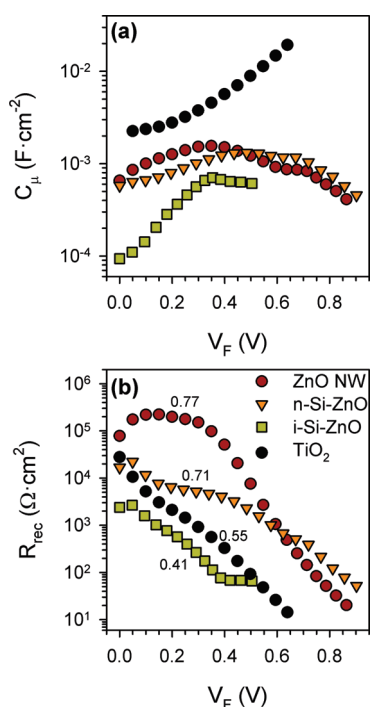 (a)
10⁻²
10⁻³
10⁻⁴
Cμ (F·cm⁻²)
0.0 0.2 0.4 0.6 0.8
V_F (V)
(b)
10⁶
10⁵
10⁴
10³
10²
10¹
R_rec (Ω·cm²)
ZnO NW
n-Si-ZnO
i-Si-ZnO
TiO₂
0.77
0.71
0.55
0.41
0.0 0.2 0.4 0.6 0.8
V_F (V)